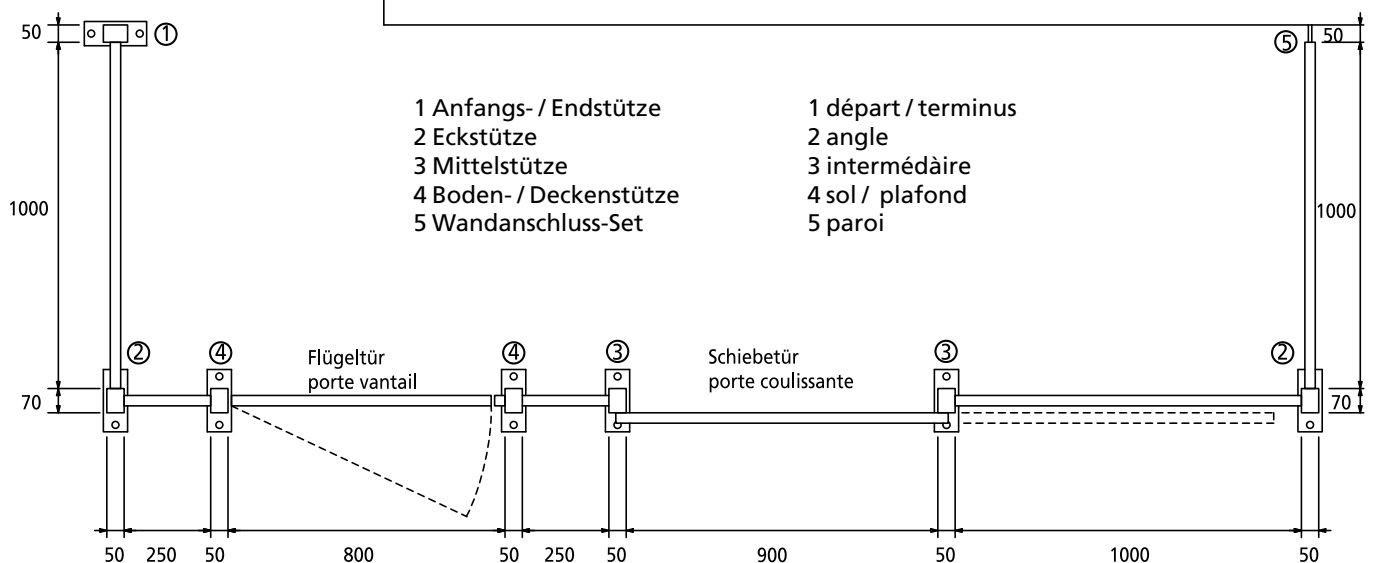 50
①
⑤
50
1 Anfangs- / Endstütze
2 Eckstütze
3 Mittelstütze
4 Boden- / Deckenstütze
5 Wandanschluss-Set
1 départ / terminus
2 angle
3 intermédàire
4 sol / plafond
5 paroi
1000
1000
②
④
Flügeltür
porte vantail
④
③
Schiebetür
porte coulissante
③
②
70
70
50 250 50 800 50 250 50 900 50 1000 50